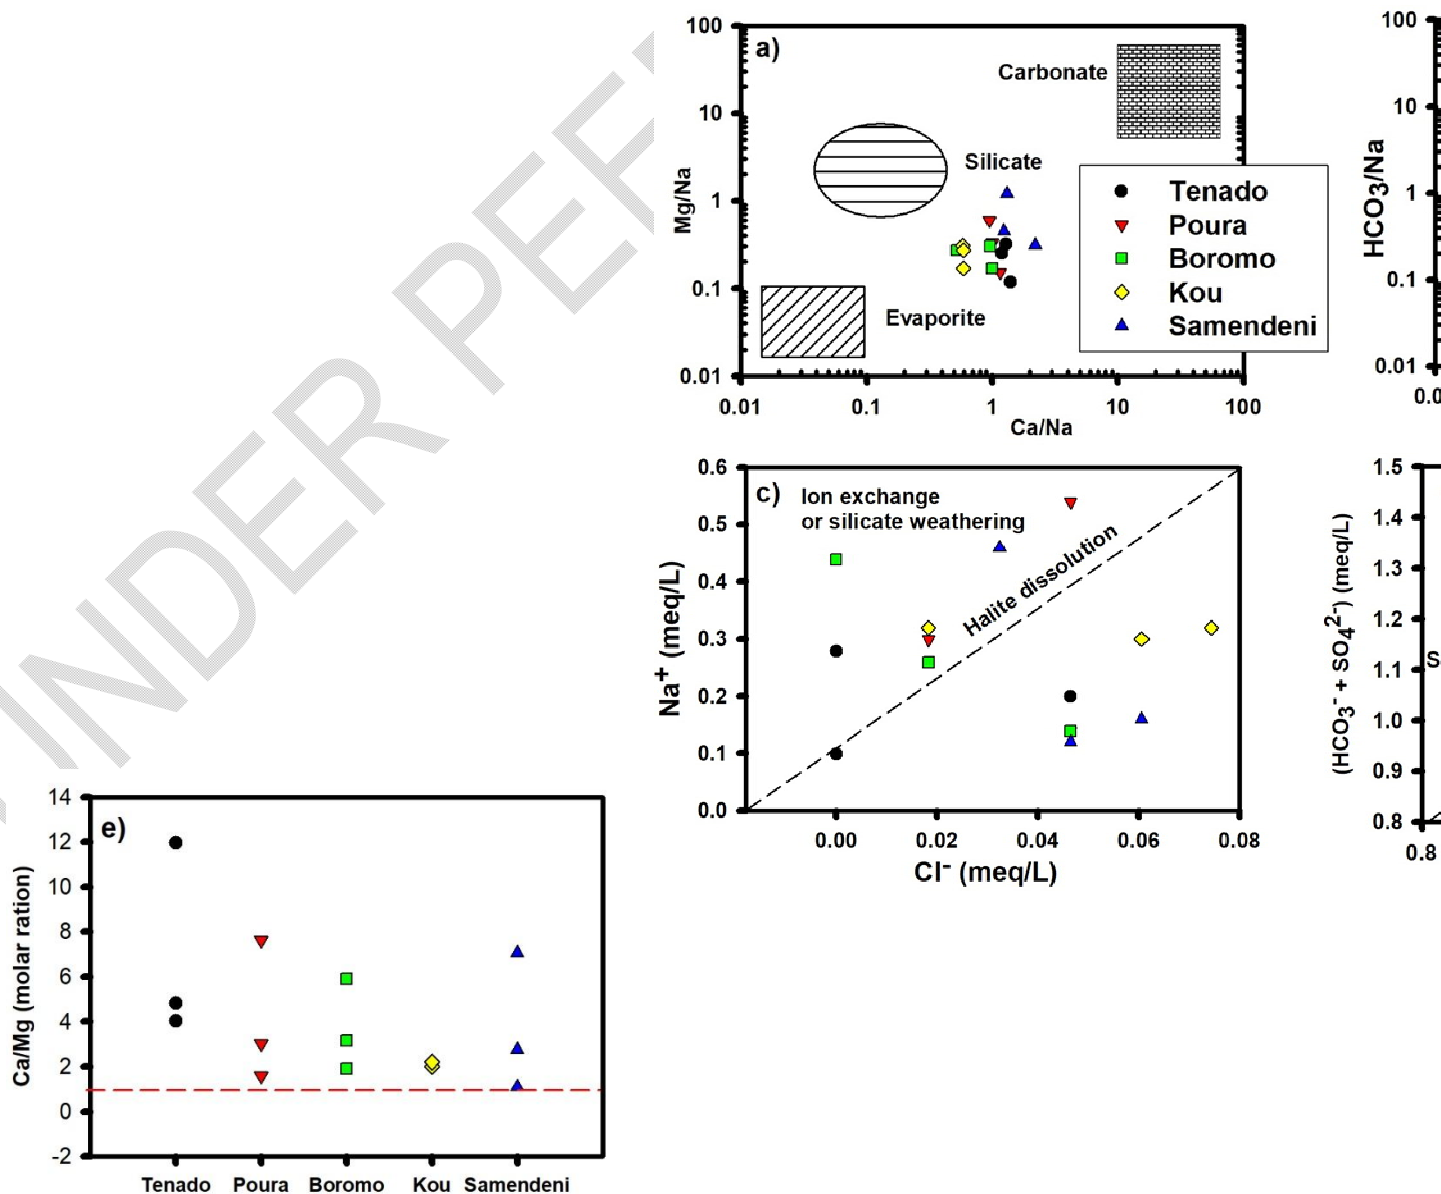 UNDER PEE
100
10
1
0.1
0.01
Mg/Na
a)
Carbonate
Silicate
Evaporite
Tenado
Poura
Boromo
Kou
Samendeni
0.01 0.1 1 10 100
Ca/Na
100
10
1
0.1
0.01
HCO3/Na
0.0
0.6
0.5
0.4
0.3
0.2
0.1
0.0
Na+ (meq/L)
c)
Ion exchange
or silicate weathering
Halite dissolution
0.00 0.02 0.04 0.06 0.08
Cl- (meq/L)
1.5
1.4
1.3
1.2
1.1
1.0
0.9
0.8
(HCO3- + SO42-) (meq/L)
S
0.8
14
12
10
8
6
4
2
0
-2
Ca/Mg (molar ration)
e)
Tenado Poura Boromo Kou Samendeni